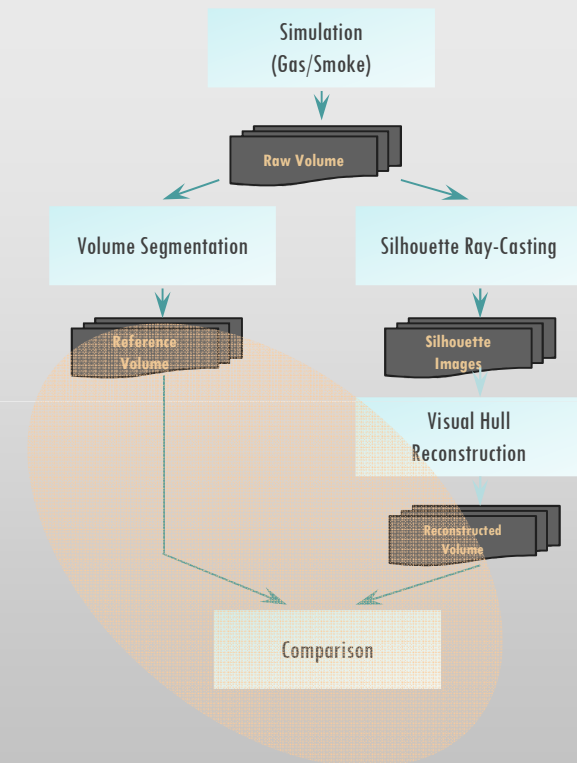 Simulation
(Gas/Smoke)
Raw Volume
Volume Segmentation
Silhouette Ray-Casting
Reference
Volume
Silhouette
Images
Visual Hull
Reconstruction
Reconstructed
Volume
Comparison